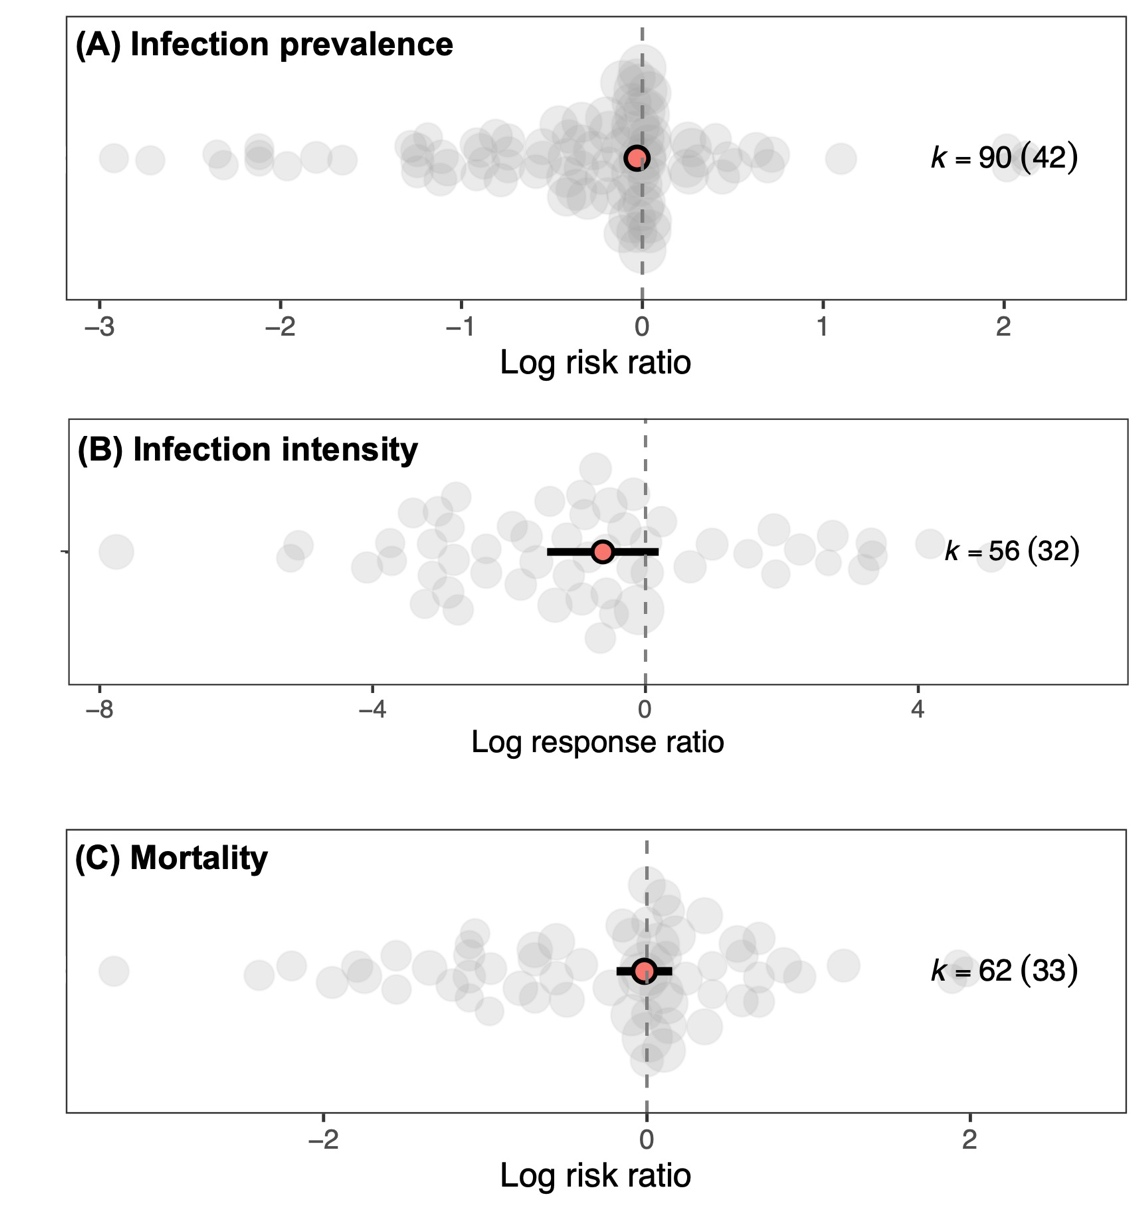 (A) Infection prevalence
k = 90 (42)
−3 −2 −1 0 1 2
Log risk ratio
(B) Infection intensity
k = 56 (32)
−8 −4 0 4
Log response ratio
(C) Mortality
k = 62 (33)
−2 0 2
Log risk ratio